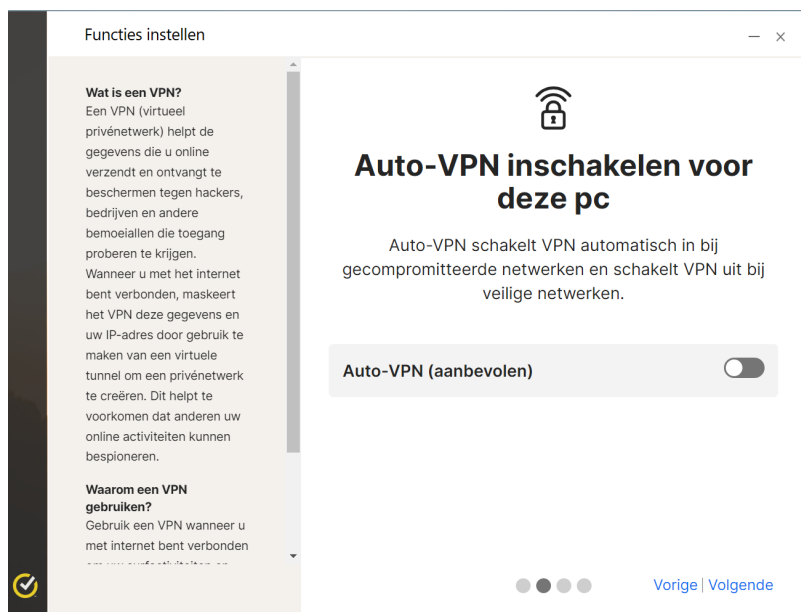 Functies instellen
Wat is een VPN?
Een VPN (virtueel
privénetwerk) helpt de
gegevens die u online
verzendt en ontvangt te
beschermen tegen hackers,
bedrijven en andere
bemoeiallen die toegang
proberen te krijgen.
Wanneer u met het internet
bent verbonden, maskeert
het VPN deze gegevens en
uw IP-adres door gebruik te
maken van een virtuele
tunnel om een privénetwerk
te creëren. Dit helpt te
voorkomen dat anderen uw
online activiteiten kunnen
bespioneren.
Waarom een VPN
gebruiken?
Gebruik een VPN wanneer u
met internet bent verbonden
Auto-VPN inschakelen voor
deze pc
Auto-VPN schakelt VPN automatisch in bij
gecompromitteerde netwerken en schakelt VPN uit bij
veilige netwerken.
Auto-VPN (aanbevolen)
Vorige | Volgende